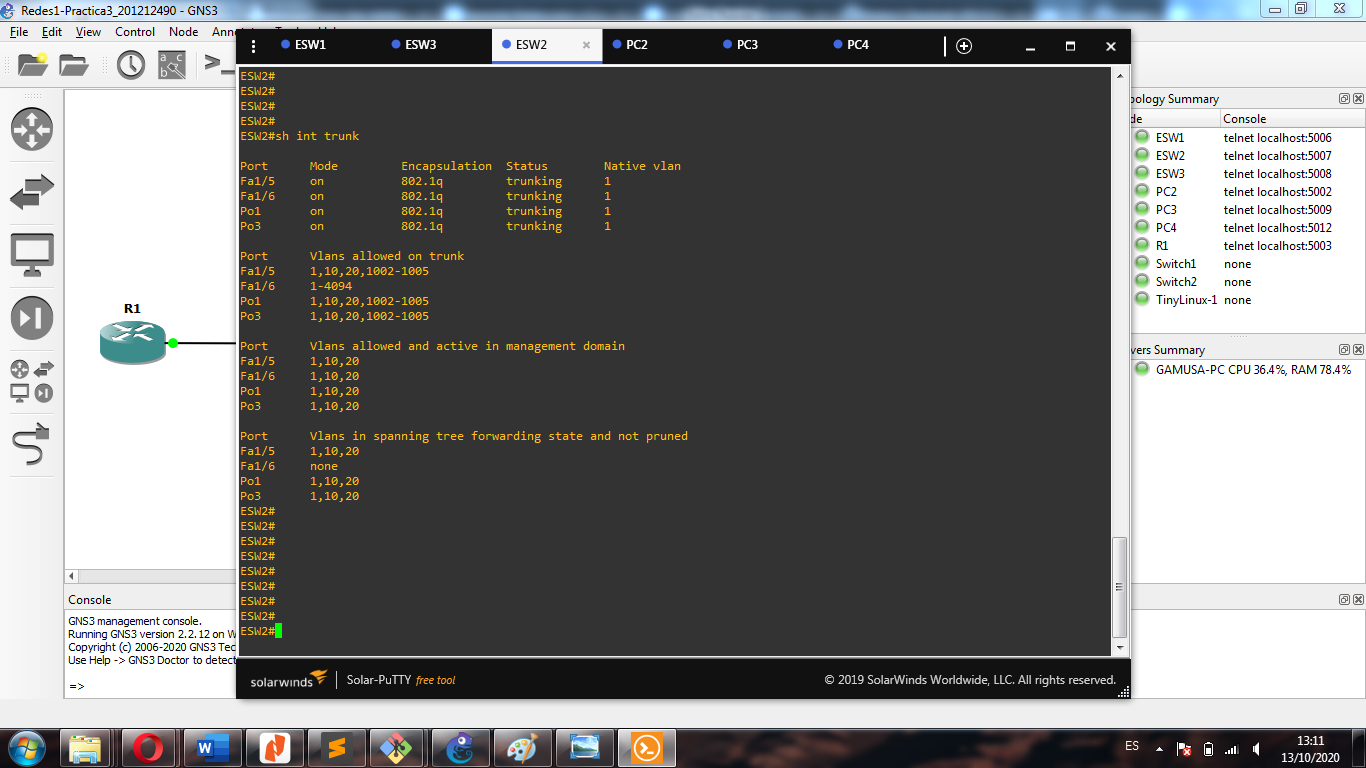 Redes1-Practica3_201212490 - GNS3
File Edit View Control Node
ESW1 ESW3 ESW2 PC2 PC3 PC4
ESW2#
ESW2#
ESW2#
ESW2#
ESW2#sh int trunk
Port Mode Encapsulation Status Native vlan
Fa1/5 on 802.1q trunking 1
Fa1/6 on 802.1q trunking 1
Po1 on 802.1q trunking 1
Po3 on 802.1q trunking 1
Port Vlans allowed on trunk
Fa1/5 1,10,20,1002-1005
Fa1/6 1-4094
Po1 1,10,20,1002-1005
Po3 1,10,20,1002-1005
Port Vlans allowed and active in management domain
Fa1/5 1,10,20
Fa1/6 1,10,20
Po1 1,10,20
Po3 1,10,20
Port Vlans in spanning tree forwarding state and not pruned
Fa1/5 1,10,20
Fa1/6 none
Po1 1,10,20
Po3 1,10,20
ESW2#
ESW2#
ESW2#
ESW2#
ESW2#
ESW2#
ESW2#
ESW2#
ESW2#
solarwinds Solar-PuTTY free tool © 2019 SolarWinds Worldwide, LLC. All rights reserved.
R1
pology Summary
de Console
ESW1 telnet localhost:5006
ESW2 telnet localhost:5007
ESW3 telnet localhost:5008
PC2 telnet localhost:5002
PC3 telnet localhost:5009
PC4 telnet localhost:5012
R1 telnet localhost:5003
Switch1 none
Switch2 none
TinyLinux-1 none
vers Summary
GAMUSA-PC CPU 36.4%, RAM 78.4%
Console
GNS3 management console.
Running GNS3 version 2.2.12 on W
Copyright (c) 2006-2020 GNS3 Tec
Use Help -> GNS3 Doctor to detect
=>
ES
13:11
13/10/2020